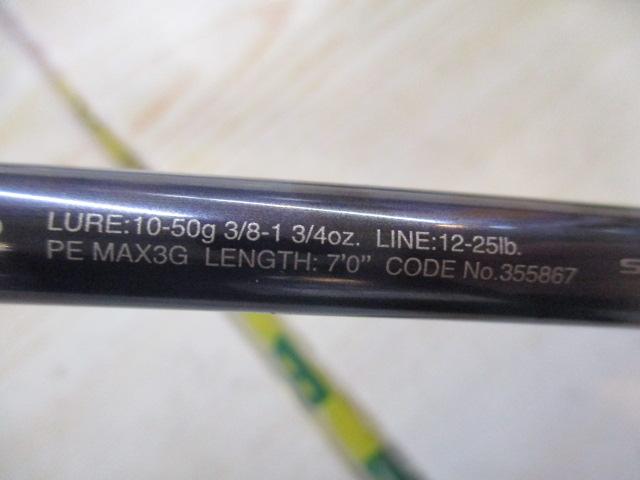 LURE:10-50g 3/8-1 3/4oz. LINE:12-25lb.
PE MAX3G LENGTH: 7'0" CODE No.355867